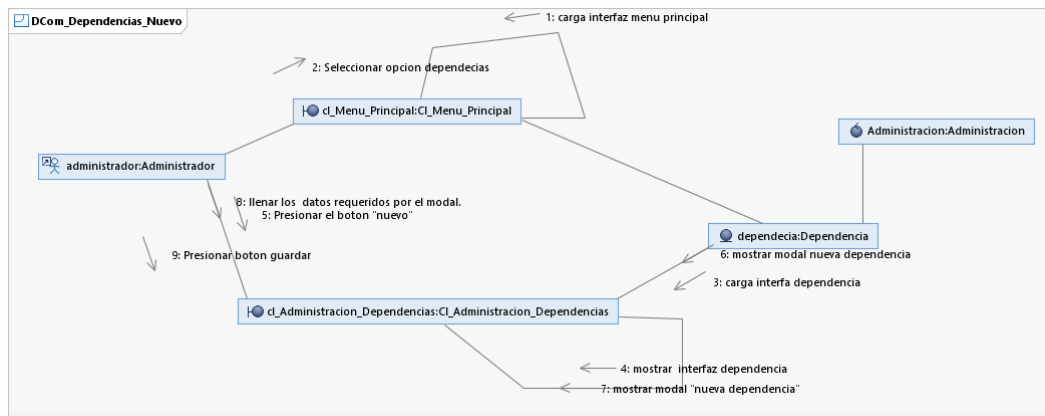 DCom_Dependencias_Nuevo
1: carga interfaz menu principal
2: Seleccionar opcion dependecias
cl_Menu_Principal:Cl_Menu_Principal
Administracion:Administracion
administrador:Administrador
8: llenar los datos requeridos por el modal.
5: Presionar el boton "nuevo"
dependecia:Dependencia
9: Presionar boton guardar
6: mostrar modal nueva dependencia
3: carga interfa dependencia
cl_Administracion_Dependencias:Cl_Administracion_Dependencias
4: mostrar interfaz dependencia
7: mostrar modal "nueva dependencia"